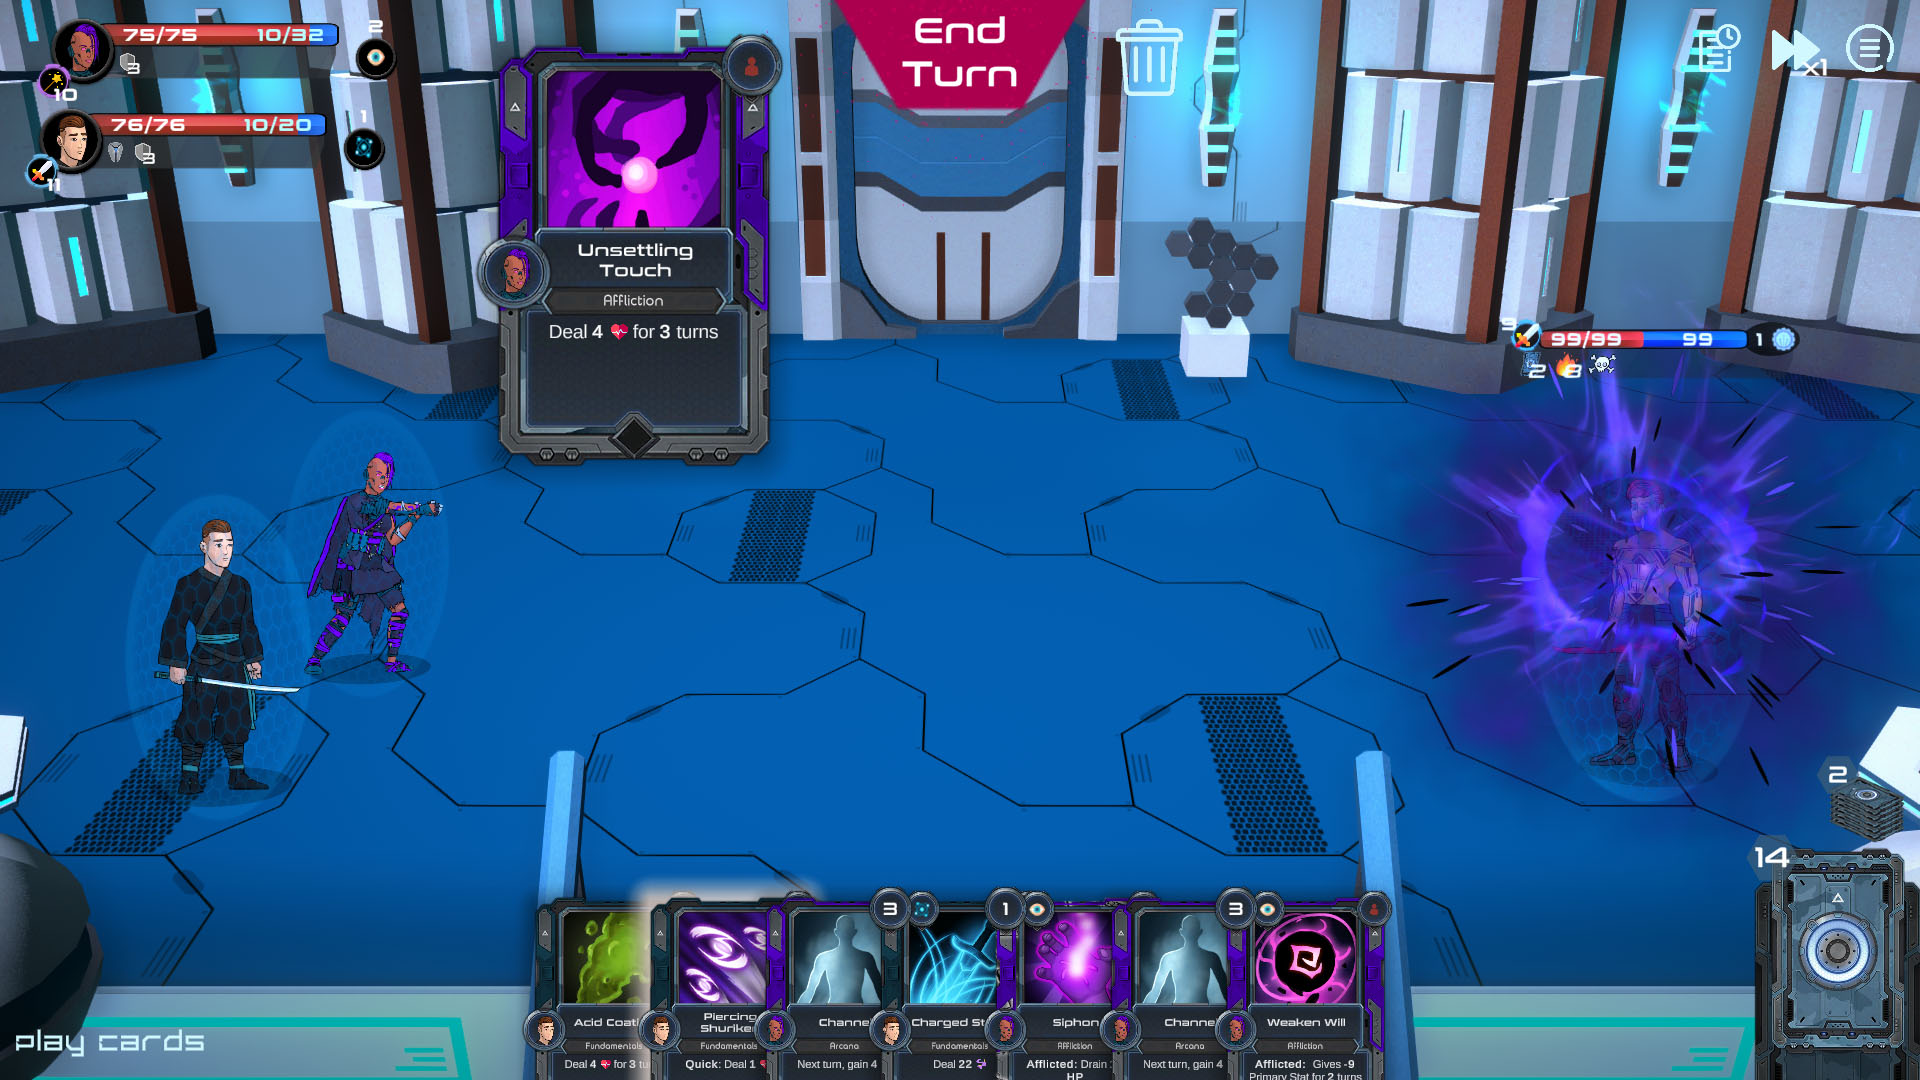 75/75 10/32
2
3
10
76/76 10/20
1
3
11
End
Turn
x1
Unsettling
Touch
Affliction
Deal 4 for 3 turns
9
99/99 99 1
2 8
2
14
play cards
3 1 3
Piercing
Acid Coat Shuriken Channe Charged St Siphon Channe Weaken Will
Fundamentals Fundamentals Arcana Fundamentals Affliction Arcana Affliction
Deal 4 for 3 Quick: Deal 1 Next turn, gain 4 Deal 22 Afflicted: Drain Next turn, gain 4 Afflicted: Gives -9
HP Primary Stat for 2 turns